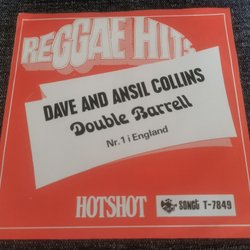 REGGAE HITS
DAVE AND ANSIL COLLINS
Double Barrell
Nr. 1 i England
HOTSHOT
SONET T-7849